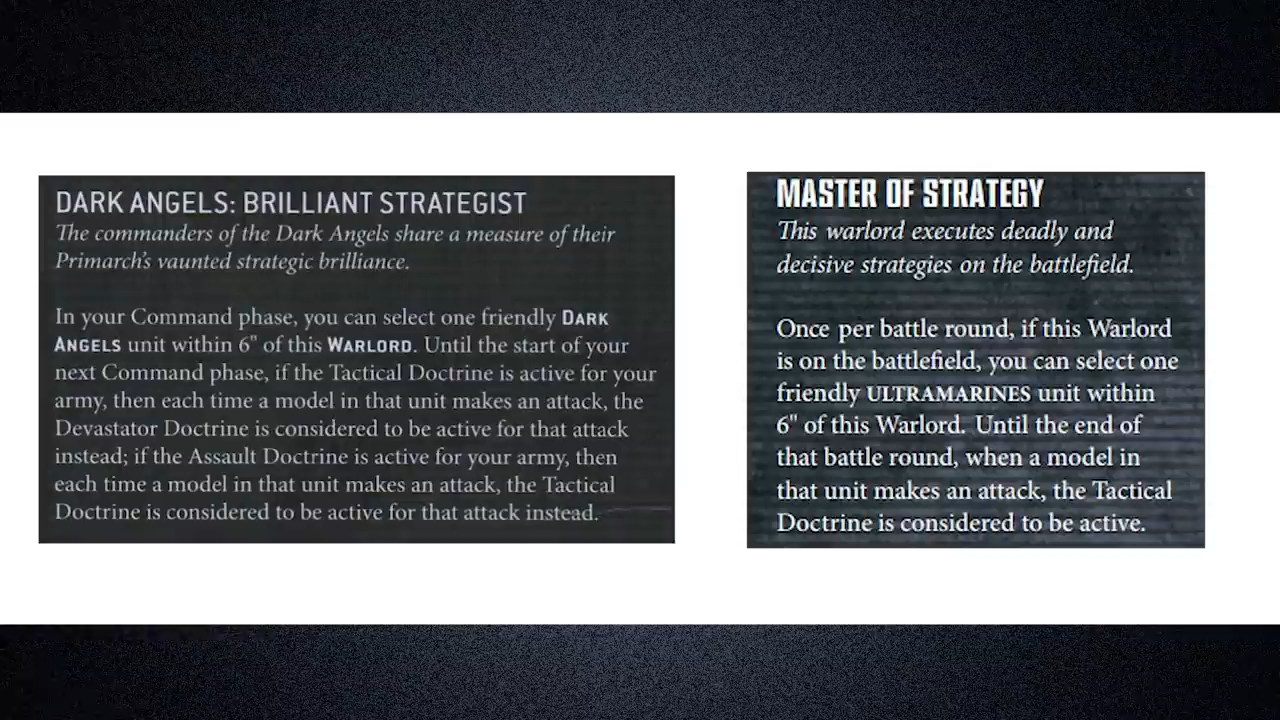 DARK ANGELS: BRILLIANT STRATEGIST
The commanders of the Dark Angels share a measure of their
Primarch's vaunted strategic brilliance.
In your Command phase, you can select one friendly DARK
ANGELS unit within 6" of this WARLORD. Until the start of your
next Command phase, if the Tactical Doctrine is active for your
army, then each time a model in that unit makes an attack, the
Devastator Doctrine is considered to be active for that attack
instead; if the Assault Doctrine is active for your army, then
each time a model in that unit makes an attack, the Tactical
Doctrine is considered to be active for that attack instead.
MASTER OF STRATEGY
This warlord executes deadly and
decisive strategies on the battlefield.
Once per battle round, if this Warlord
is on the battlefield, you can select one
friendly ULTRAMARINES unit within
6" of this Warlord. Until the end of
that battle round, when a model in
that unit makes an attack, the Tactical
Doctrine is considered to be active.